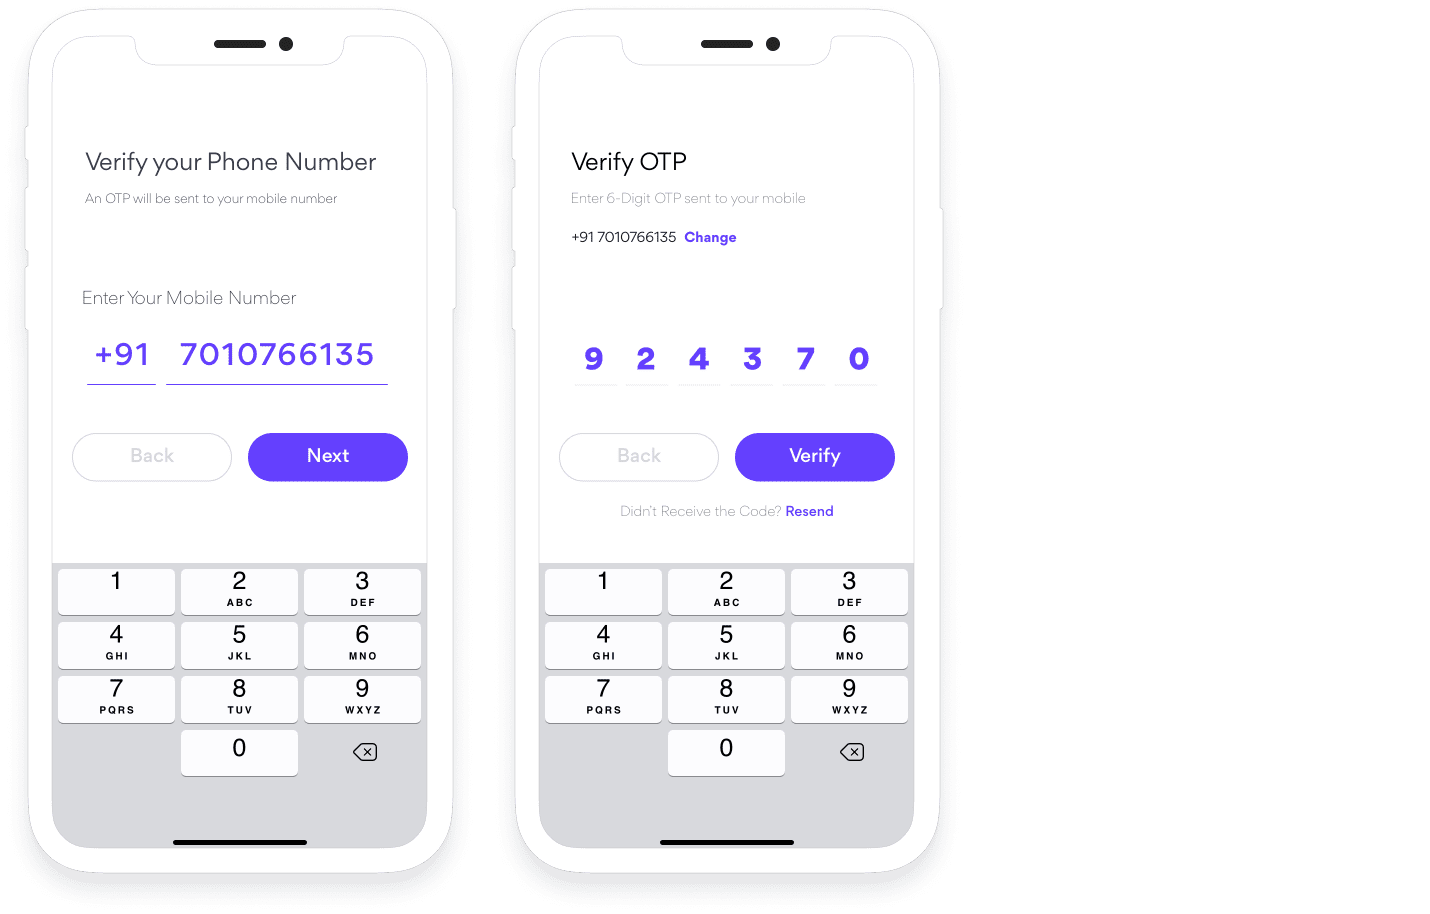 Verify your Phone Number
An OTP will be sent to your mobile number
Enter Your Mobile Number
+91 7010766135
Back Next
1 2 3
ABC DEF
4 5 6
GHI JKL MNO
7 8 9
PQRS TUV WXYZ
0
Verify OTP
Enter 6-Digit OTP sent to your mobile
+91 7010766135 Change
9 2 4 3 7 0
Back Verify
Didn't Receive the Code? Resend
1 2 3
ABC DEF
4 5 6
GHI JKL MNO
7 8 9
PQRS TUV WXYZ
0